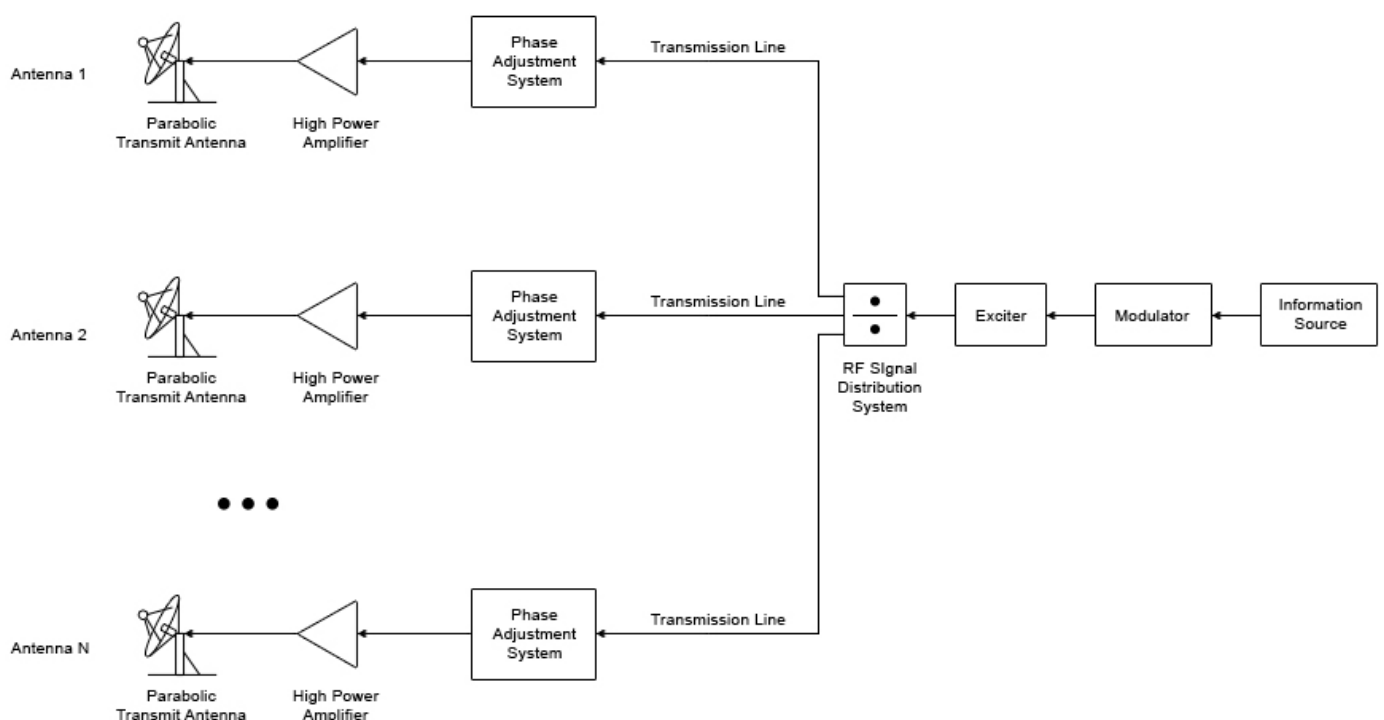 Antenna 1
Parabolic
Transmit Antenna
High Power
Amplifier
Phase
Adjustment
System
Transmission Line
Antenna 2
Parabolic
Transmit Antenna
High Power
Amplifier
Phase
Adjustment
System
Transmission Line
RF SIgnal
Distribution
System
Exciter
Modulator
Information
Source
Antenna N
Parabolic
Transmit Antenna
High Power
Amplifier
Phase
Adjustment
System
Transmission Line